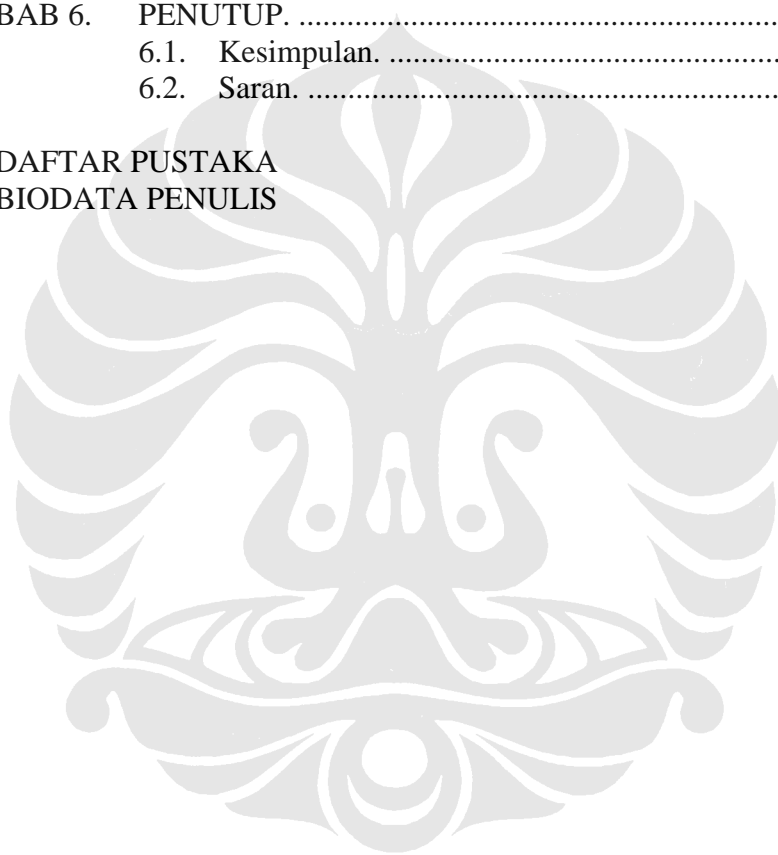 BAB 6. PENUTUP. ................................................................
6.1. Kesimpulan. ....................................................
6.2. Saran. ................................................................
DAFTAR PUSTAKA
BIODATA PENULIS